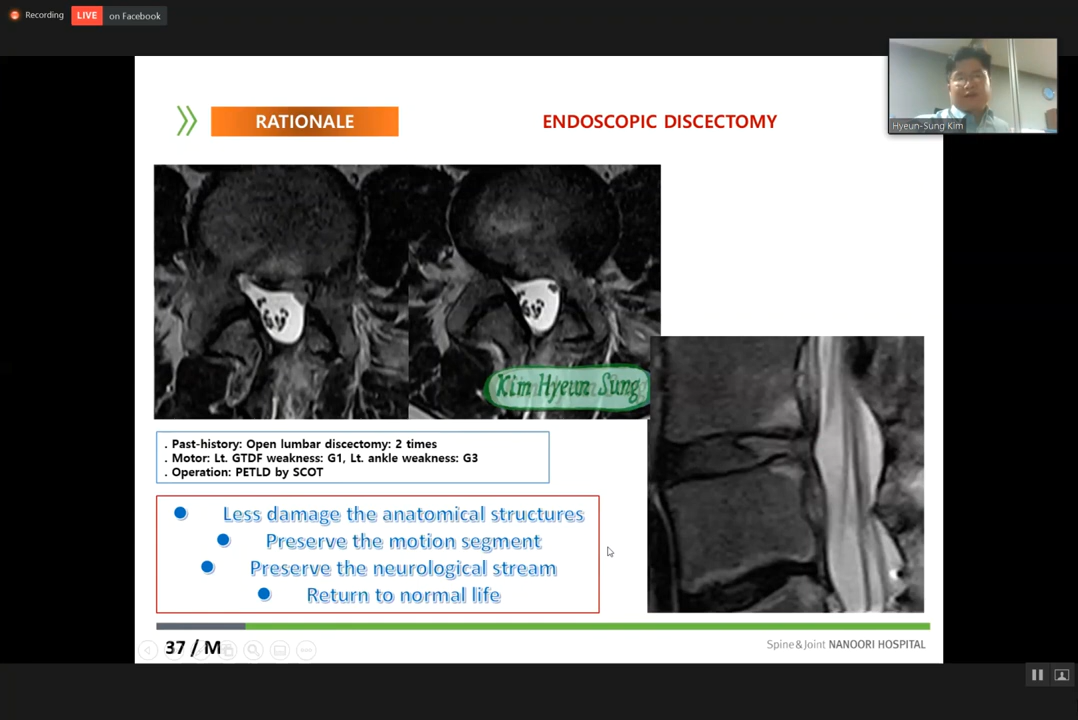 Recording
LIVE
on Facebook
Hyeun-Sung Kim
RATIONALE
ENDOSCOPIC DISCECTOMY
Kim Hyeun Sung
. Past-history: Open lumbar discectomy: 2 times
. Motor: Lt. GTDF weakness: G1, Lt. ankle weakness: G3
. Operation: PETLD by SCOT
Less damage the anatomical structures
Preserve the motion segment
Preserve the neurological stream
Return to normal life
37 / M
Spine&Joint NANOORI HOSPITAL